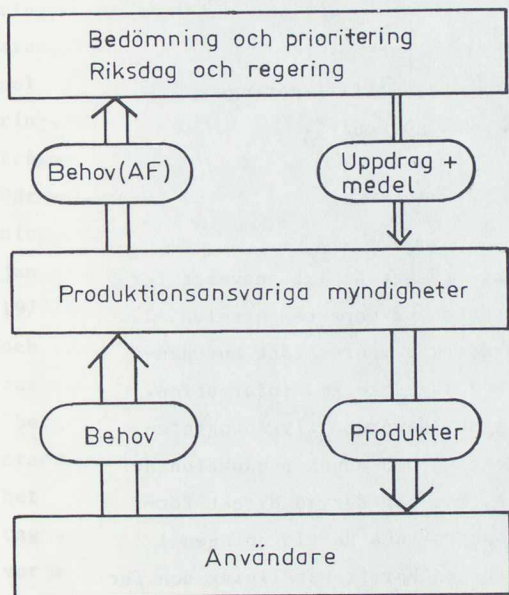 Bedömning och prioritering
Riksdag och regering
Behov(AF)
Uppdrag +
medel
Produktionsansvariga myndigheter
Behov
Produkter
Användare